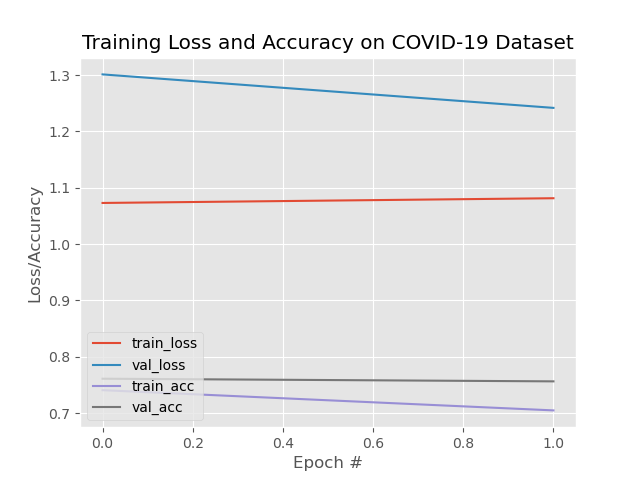 Training Loss and Accuracy on COVID-19 Dataset
1.3
1.2
1.1
1.0
0.9
0.8
0.7
Loss/Accuracy
train_loss
val_loss
train_acc
val_acc
0.0 0.2 0.4 0.6 0.8 1.0
Epoch #